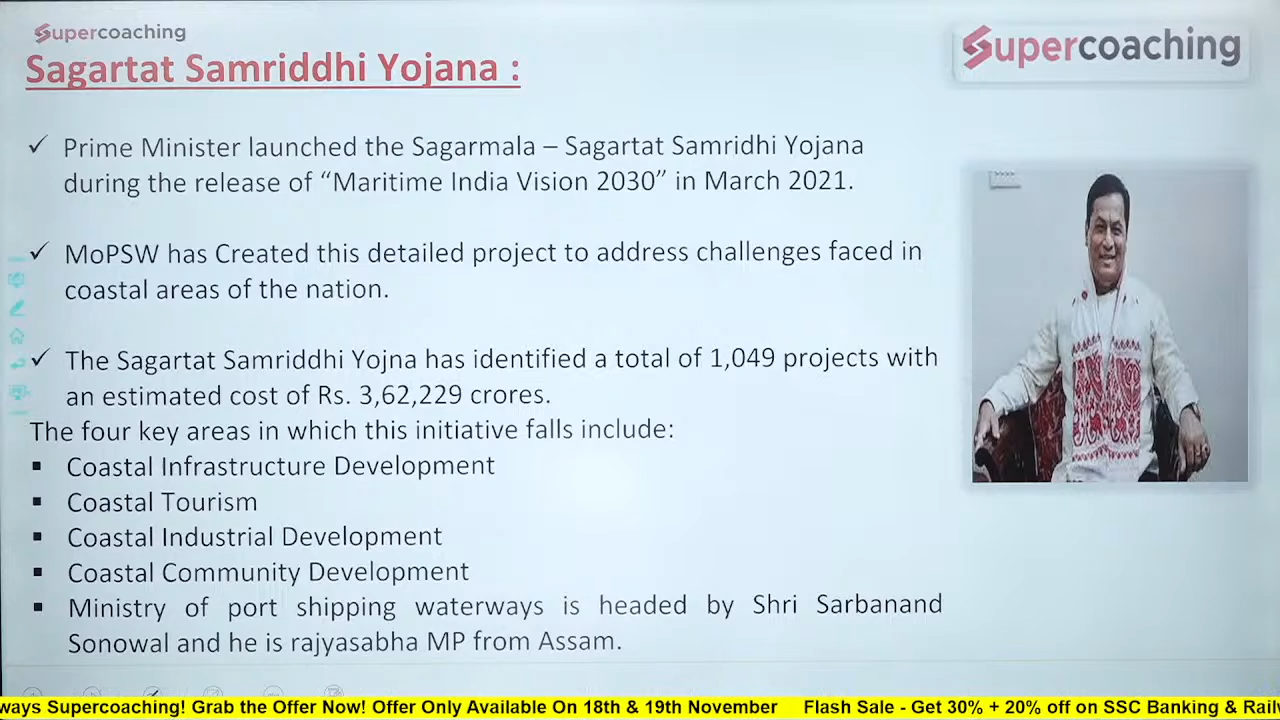 Supercoaching
Supercoaching
Sagartat Samriddhi Yojana :
✓ Prime Minister launched the Sagarmala – Sagartat Samridhi Yojana
during the release of “Maritime India Vision 2030” in March 2021.
✓ MoPSW has Created this detailed project to address challenges faced in
coastal areas of the nation.
✓ The Sagartat Samriddhi Yojna has identified a total of 1,049 projects with
an estimated cost of Rs. 3,62,229 crores.
The four key areas in which this initiative falls include:
▪ Coastal Infrastructure Development
▪ Coastal Tourism
▪ Coastal Industrial Development
▪ Coastal Community Development
▪ Ministry of port shipping waterways is headed by Shri Sarbanand
Sonowal and he is rajyasabha MP from Assam.
ways Supercoaching! Grab the Offer Now! Offer Only Available On 18th & 19th November Flash Sale - Get 30% + 20% off on SSC Banking & Railw